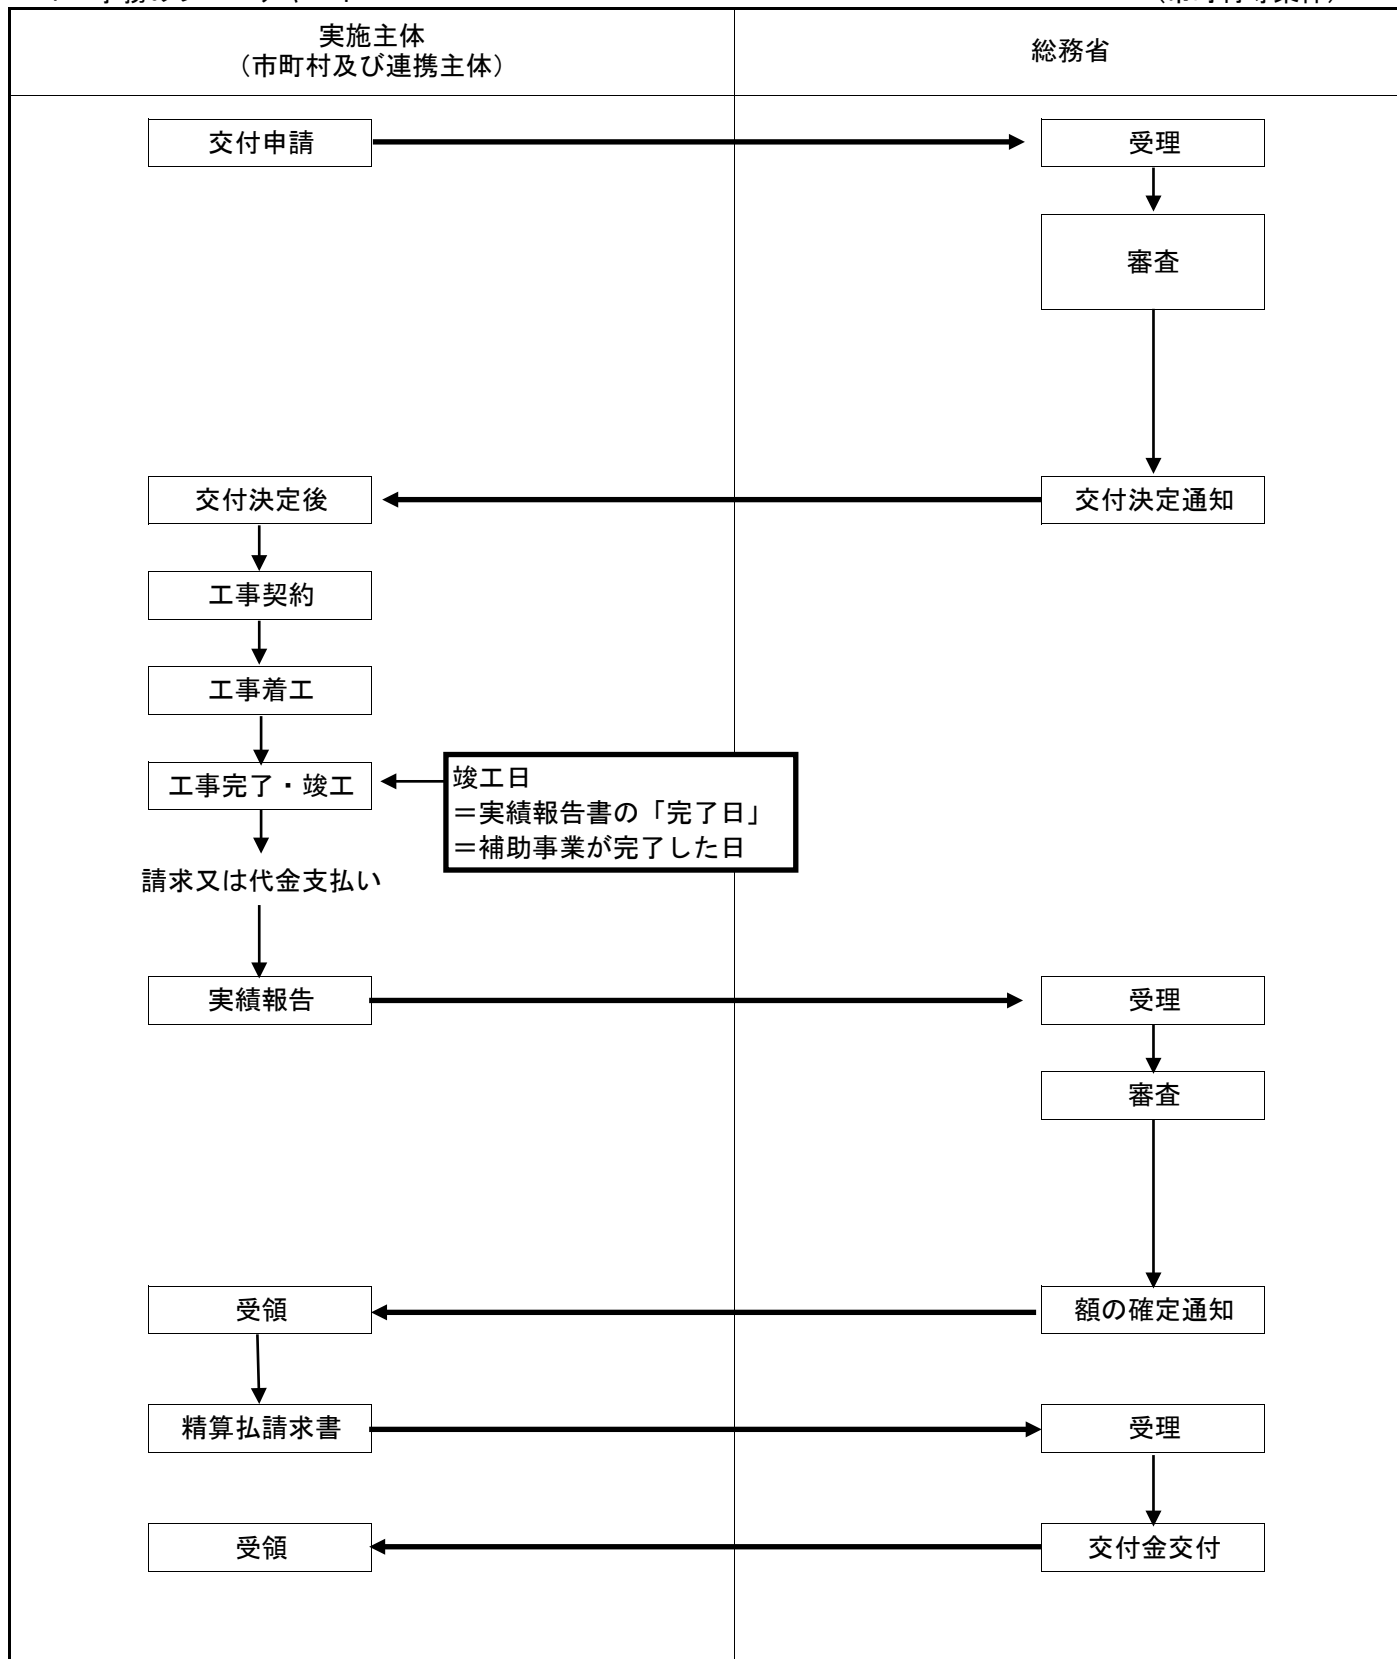 実施主体
（市町村及び連携主体）
総務省
交付申請
受理
審査
交付決定後
交付決定通知
工事契約
工事着工
工事完了・竣工
竣工日
＝実績報告書の「完了日」
＝補助事業が完了した日
請求又は代金支払い
実績報告
受理
審査
受領
額の確定通知
精算払請求書
受理
受領
交付金交付